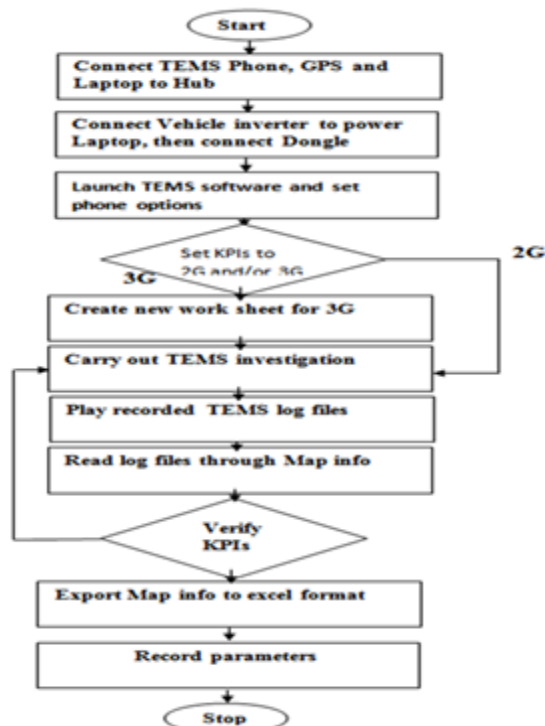 Start
Connect TEMS Phone, GPS and
Laptop to Hub
Connect Vehicle inverter to power
Laptop, then connect Dongle
Launch TEMS software and set
phone options
Set KPIs to
2G and/or 3G
2G
3G
Create new work sheet for 3G
Carry out TEMS investigation
Play recorded TEMS log files
Read log files through Map info
Verify
KPIs
Export Map info to excel format
Record parameters
Stop